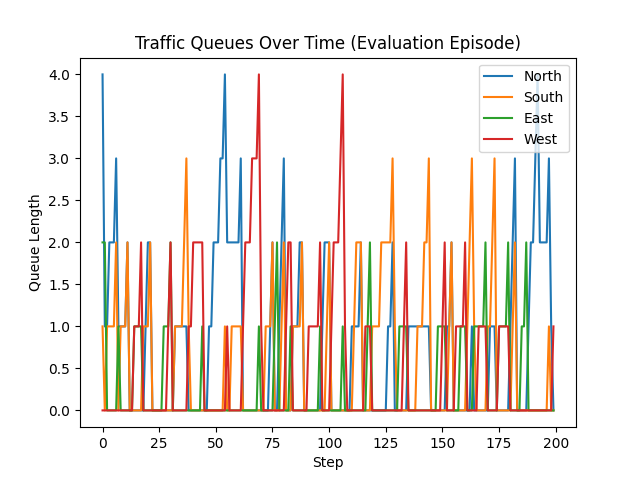 Traffic Queues Over Time (Evaluation Episode)
Queue Length
4.0
3.5
3.0
2.5
2.0
1.5
1.0
0.5
0.0
North
South
East
West
0 25 50 75 100 125 150 175 200
Step